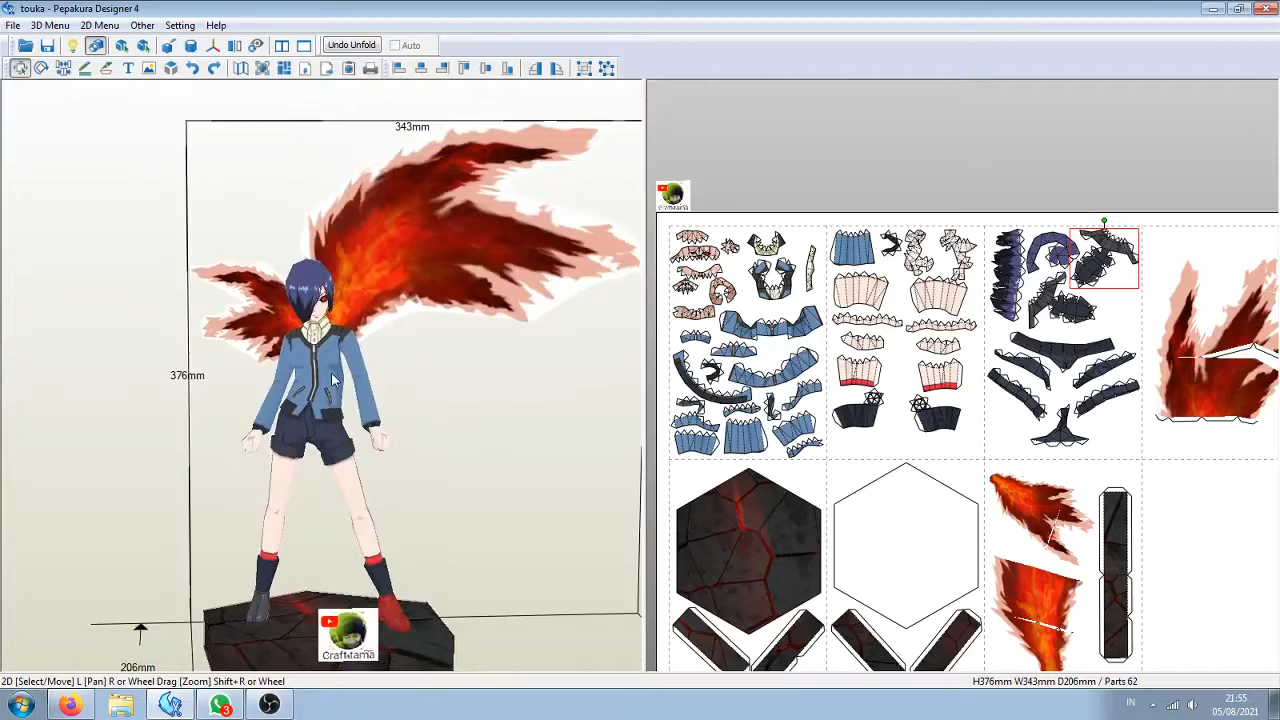 touka - Pepakura Designer 4
File 3D Menu 2D Menu Other Setting Help
Undo Unfold Auto
343mm
376mm
206mm
Craftitama
2D [Select/Move] L [Pan] R or Wheel Drag [Zoom] Shift+R or Wheel
H376mm W343mm D206mm / Parts 62
3
IN
21:55
05/08/2021